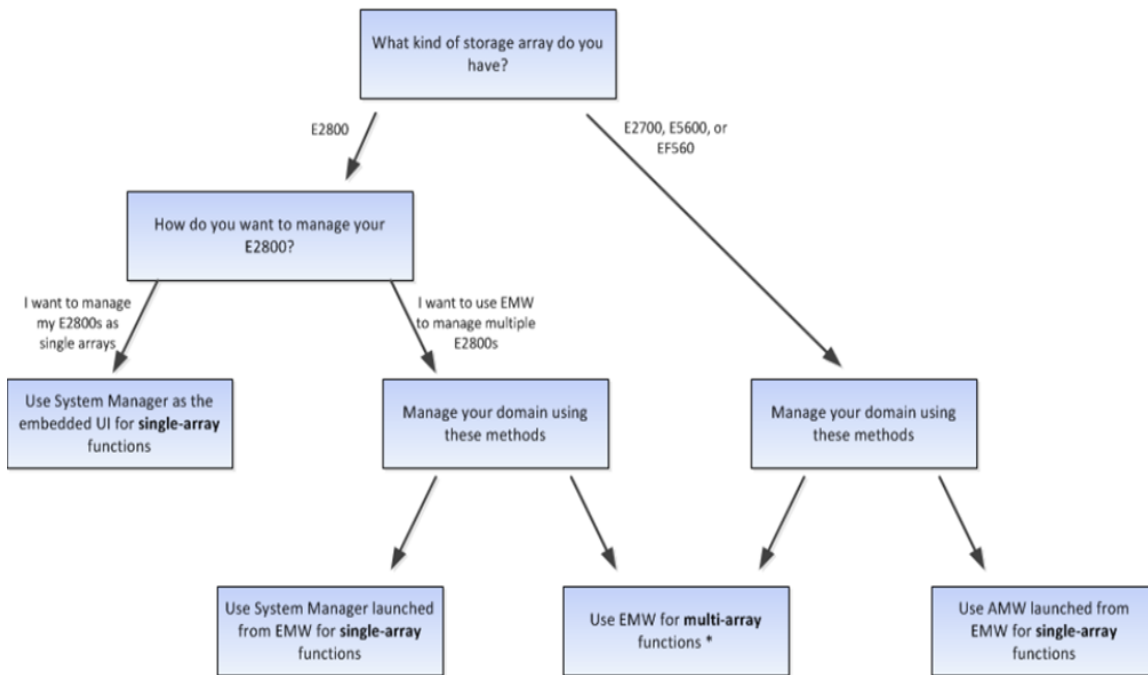 What kind of storage array do you
have?
E2800
E2700, E5600, or
EF560
How do you want to manage your
E2800?
I want to manage
my E2800s as
single arrays
I want to use EMW
to manage multiple
E2800s
Use System Manager as the
embedded UI for single-array
functions
Manage your domain using
these methods
Manage your domain using
these methods
Use System Manager launched
from EMW for single-array
functions
Use EMW for multi-array
functions *
Use AMW launched from
EMW for single-array
functions